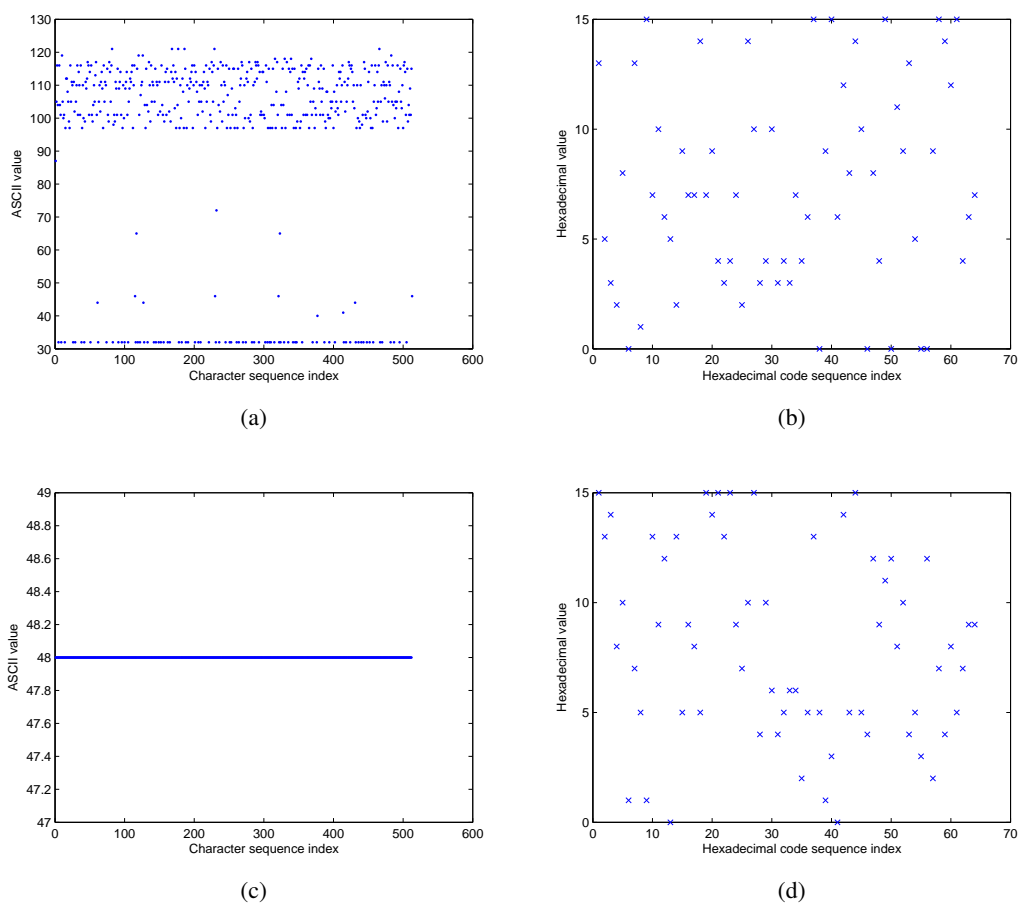 130
120
110
100
90
80
70
60
50
40
30
0 100 200 300 400 500 600
ASCII value
Character sequence index
(a)
15
10
5
0
0 10 20 30 40 50 60 70
Hexadecimal value
Hexadecimal code sequence index
(b)
49
48.8
48.6
48.4
48.2
48
47.8
47.6
47.4
47.2
47
0 100 200 300 400 500 600
ASCII value
Character sequence index
(c)
15
10
5
0
0 10 20 30 40 50 60 70
Hexadecimal value
Hexadecimal code sequence index
(d)